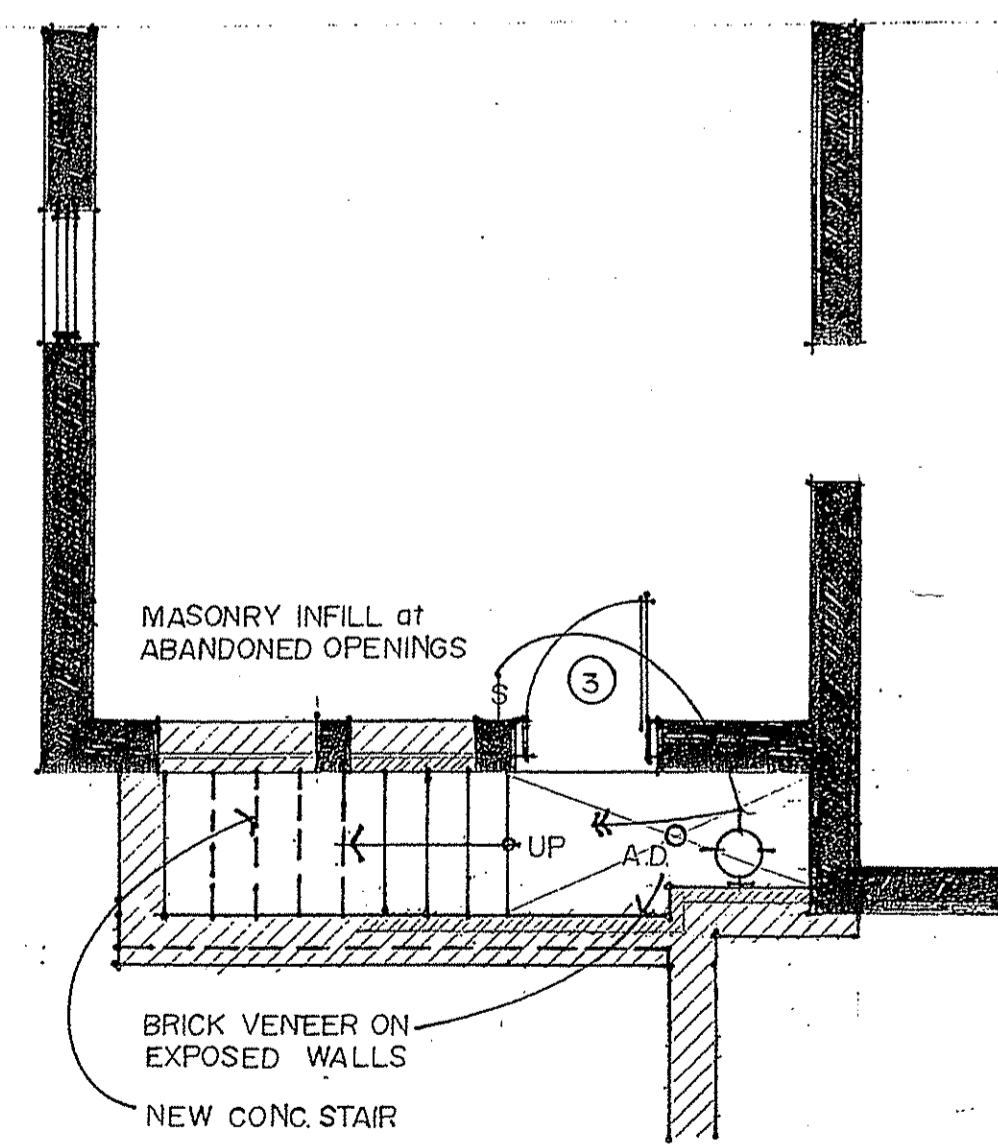 MASONRY INFILL at
ABANDONED OPENINGS
S
3
UP
A.D.
BRICK VENEER ON
EXPOSED WALLS
NEW CONC. STAIR